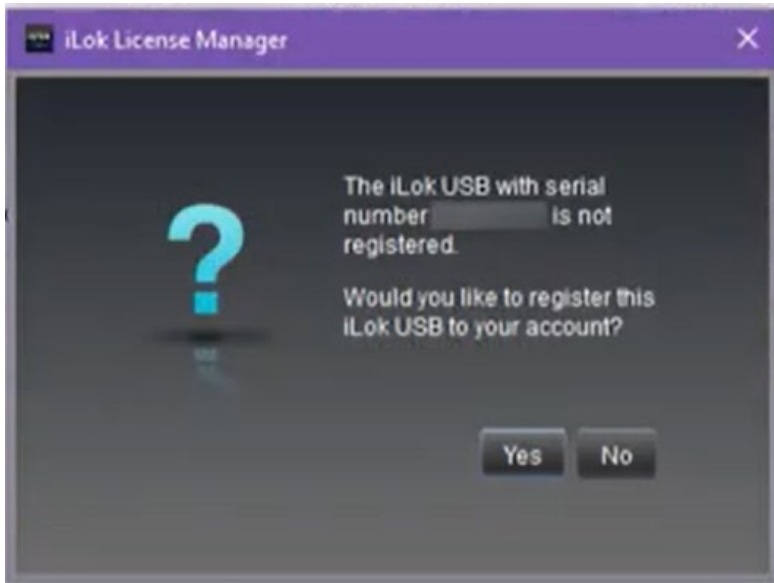 iLok License Manager
The iLok USB with serial
number is not
registered.
Would you like to register this
iLok USB to your account?
Yes No